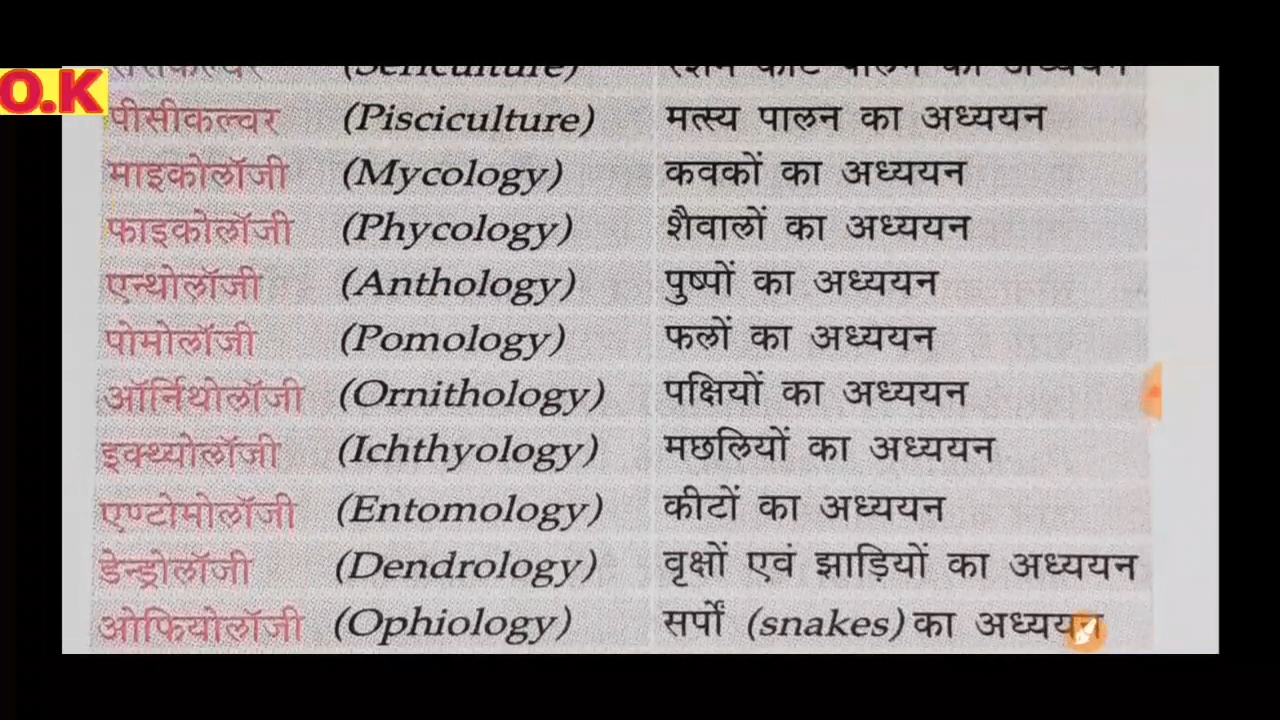 O.K
(Sericulture)
पीसीकल्चर (Pisciculture) मत्स्य पालन का अध्ययन
माइकोलॉजी (Mycology) कवकों का अध्ययन
फाइकोलॉजी (Phycology) शैवालों का अध्ययन
एन्थोलॉजी (Anthology) पुष्पों का अध्ययन
पोमोलॉजी (Pomology) फलों का अध्ययन
ऑर्निथोलॉजी (Ornithology) पक्षियों का अध्ययन
इक्थ्योलॉजी (Ichthyology) मछलियों का अध्ययन
एण्टोमोलॉजी (Entomology) कीटों का अध्ययन
डेन्ड्रोलॉजी (Dendrology) वृक्षों एवं झाड़ियों का अध्ययन
ओफियोलॉजी (Ophiology) सर्पों (snakes) का अध्ययन